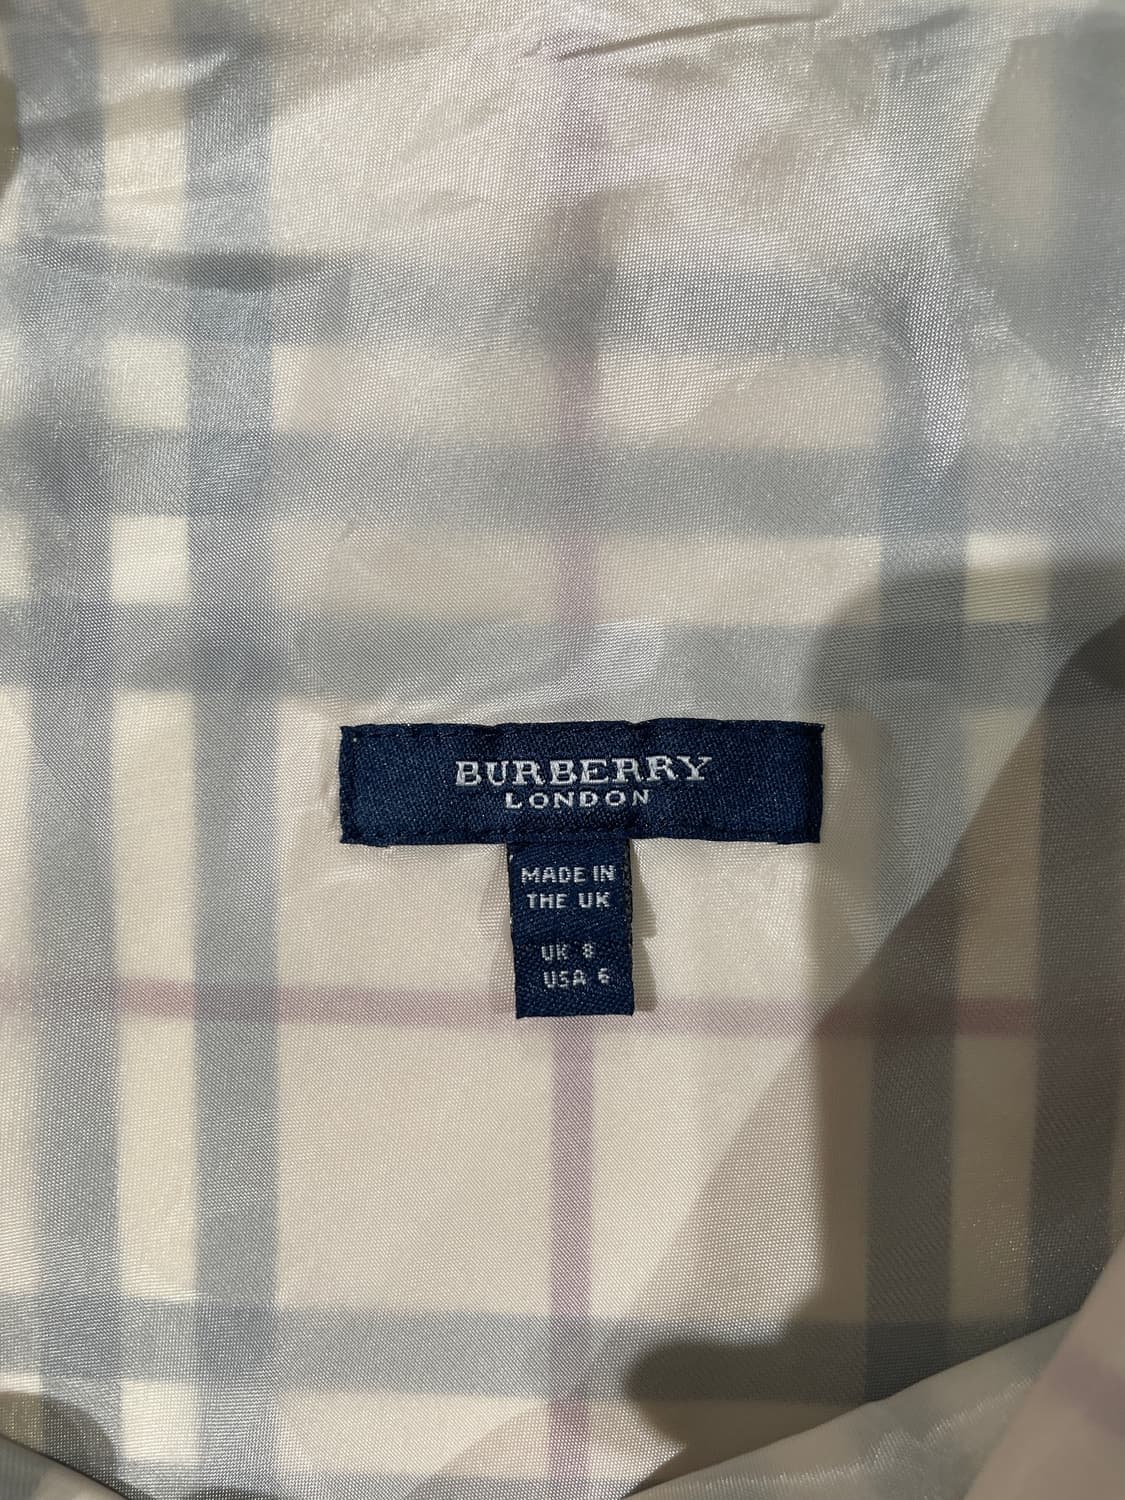 BURBERRY
LONDON
MADE IN
THE UK
UK 8
USA 6